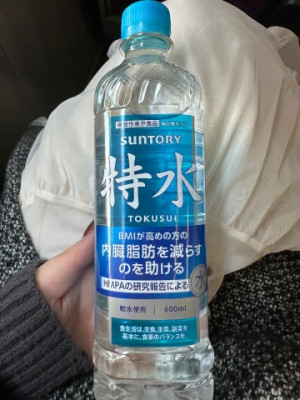 機能性表示食品
SUNTORY
特水
TOKUSUI
BMIが高めの方の
内臓脂肪を減らす
のを助ける
HMPAの研究報告による
水
軟水使用 600ml
食生活は、主食、主菜、副菜を
基本に、食事のバランスを。